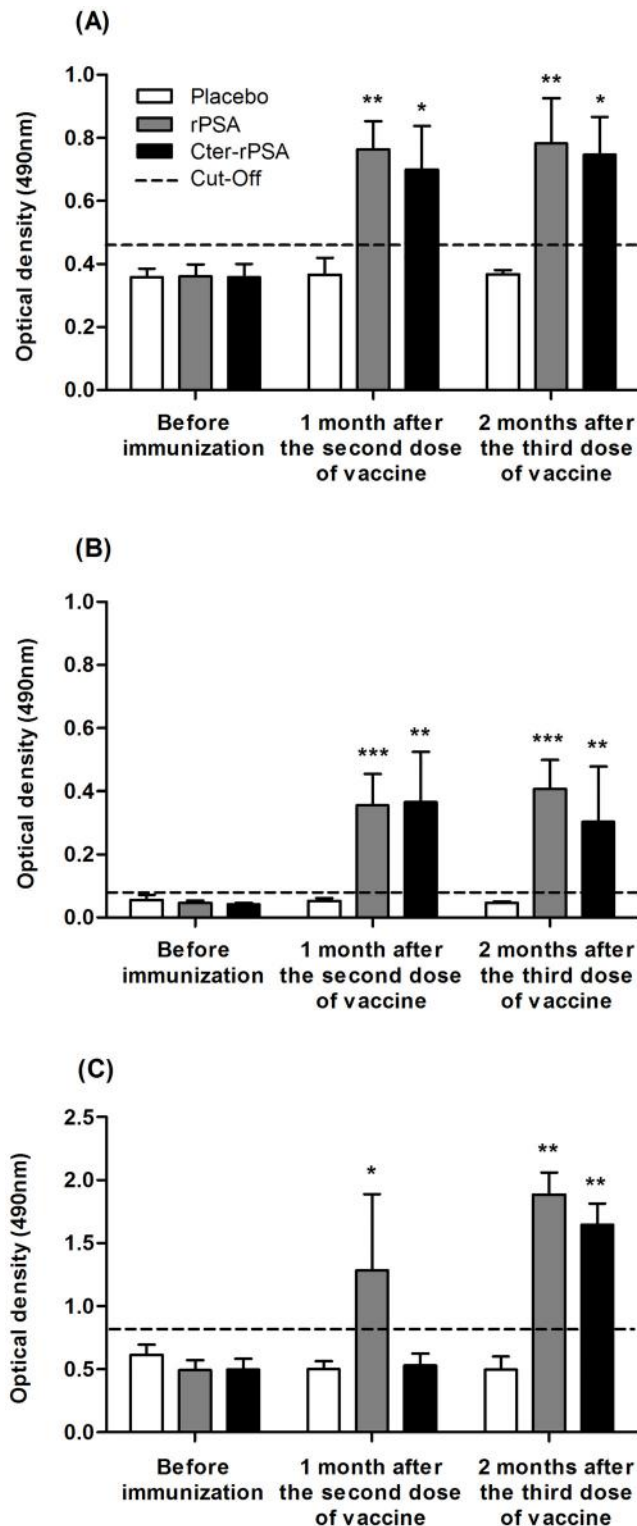 (A)
Optical density (490nm)
1.0
0.8
0.6
0.4
0.2
0.0
Placebo
rPSA
Cter-rPSA
Cut-Off
** * ** *
Before
immunization
1 month after
the second dose
of vaccine
2 months after
the third dose
of vaccine
(B)
Optical density (490nm)
1.0
0.8
0.6
0.4
0.2
0.0
*** ** *** **
Before
immunization
1 month after
the second dose
of vaccine
2 months after
the third dose
of vaccine
(C)
Optical density (490nm)
2.5
2.0
1.5
1.0
0.5
0.0
* ** **
Before
immunization
1 month after
the second dose
of vaccine
2 months after
the third dose
of vaccine